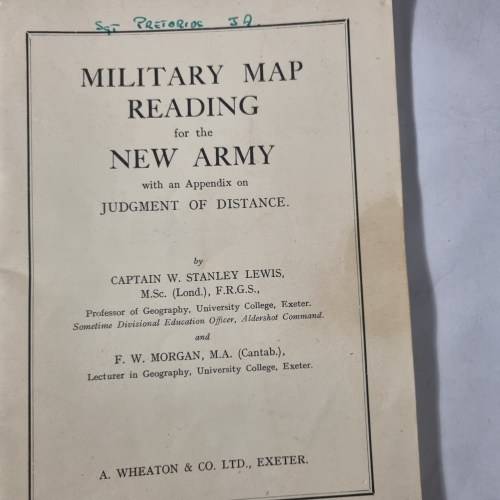 Sgt PRETORIOS J A.
MILITARY MAP
READING
for the
NEW ARMY
with an Appendix on
JUDGMENT OF DISTANCE.
by
CAPTAIN W. STANLEY LEWIS,
M.Sc. (Lond.), F.R.G.S.,
Professor of Geography, University College, Exeter.
Sometime Divisional Education Officer, Aldershot Command.
and
F. W. MORGAN, M.A. (Cantab.),
Lecturer in Geography, University College, Exeter.
A. WHEATON & CO. LTD., EXETER.